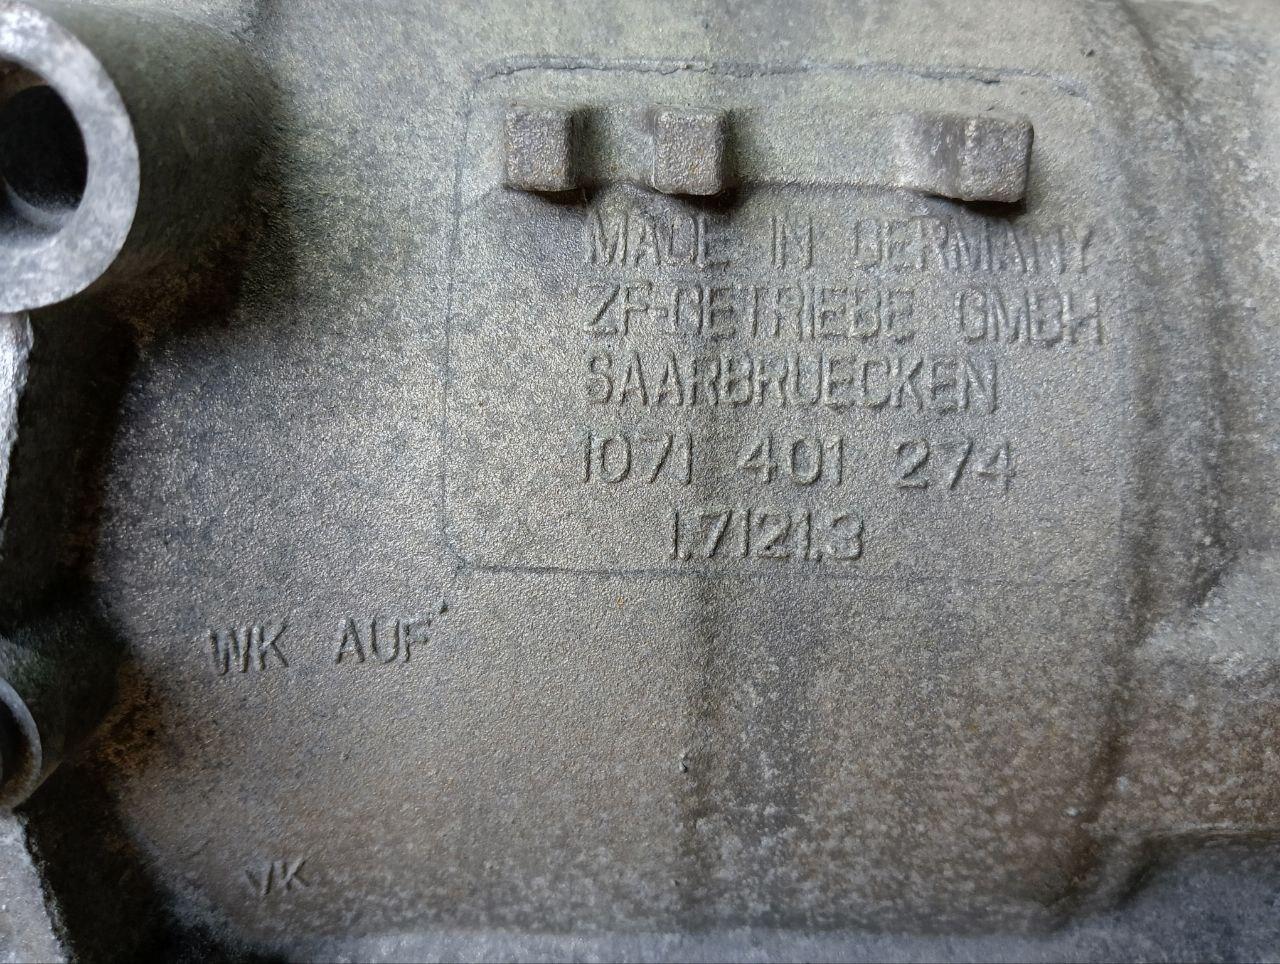 MADE IN GERMANY
ZF-GETRIEBE GMBH
SAARBRUECKEN
1071 401 274
1.7121.3
WK AUF
VK